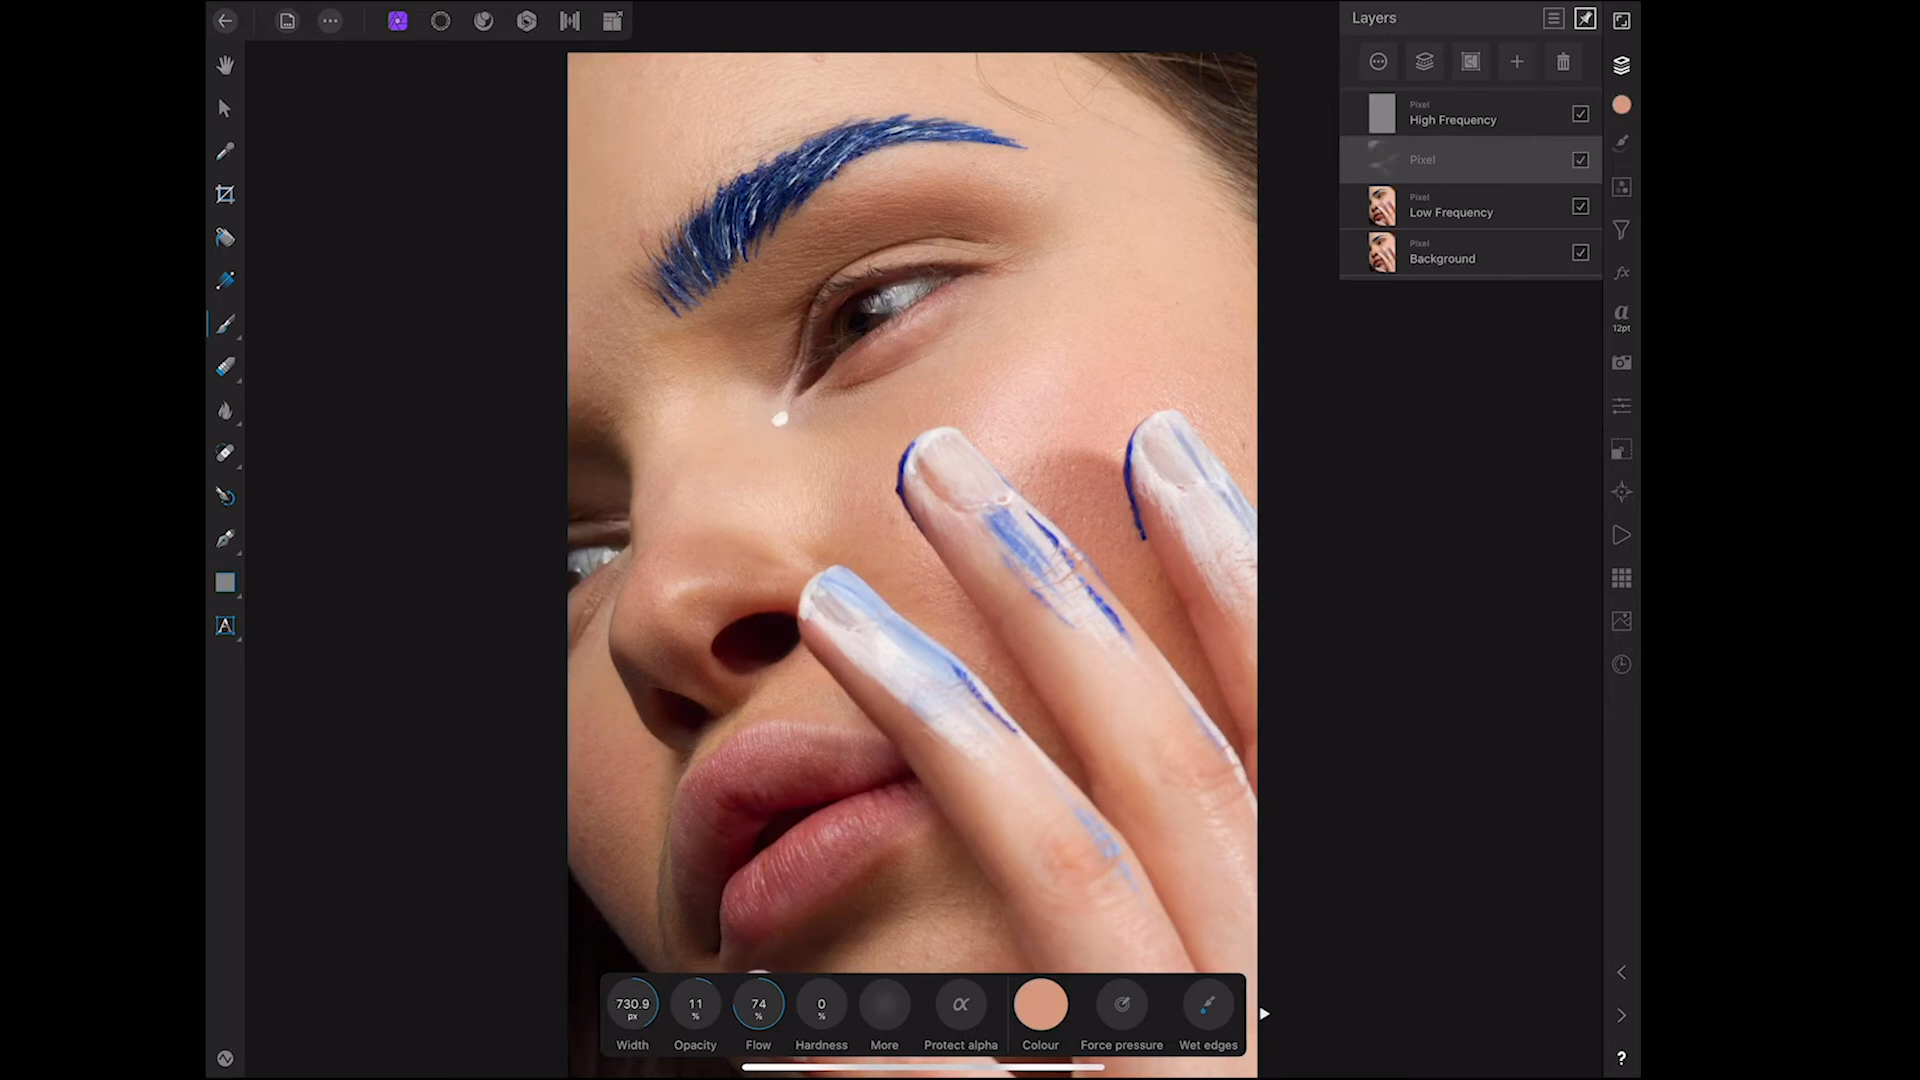 Layers
Pixel
High Frequency
Pixel
Pixel
Low Frequency
Pixel
Background
fx
a
12pt
A
730.9
px
11
%
74
%
0
%
α
Width
Opacity
Flow
Hardness
More
Protect alpha
Colour
Force pressure
Wet edges
?